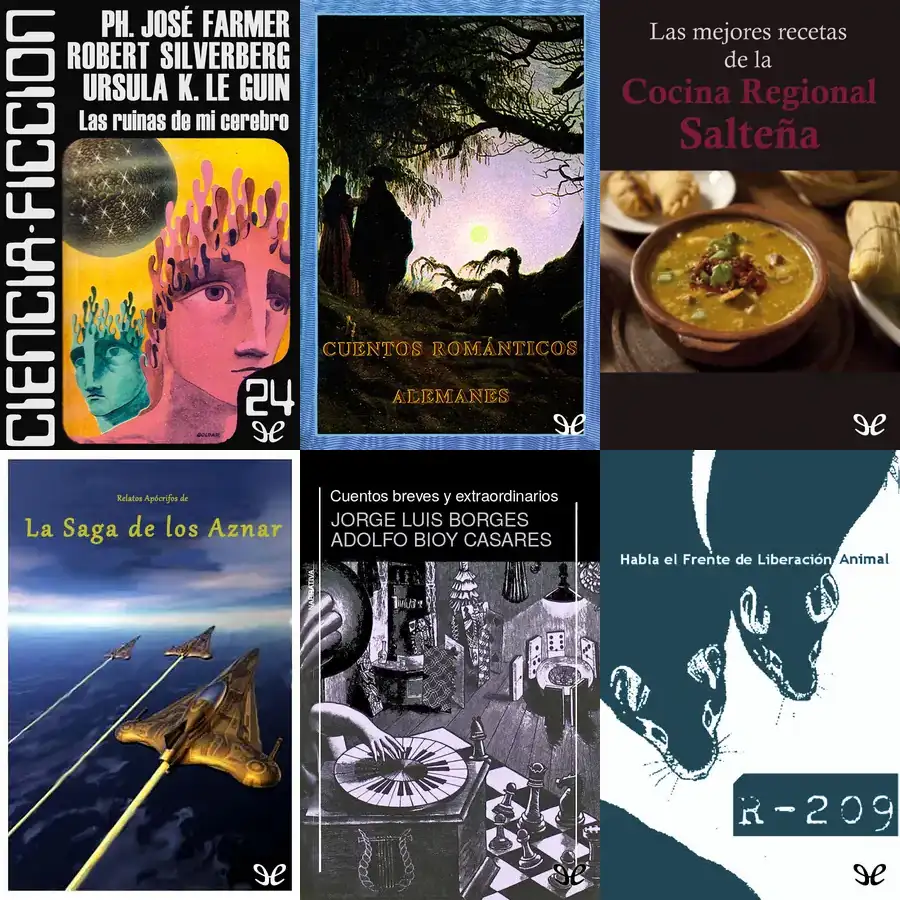 CIENCIA-FICCION
PH. JOSÉ FARMER
ROBERT SILVERBERG
URSULA K. LE GUIN
Las ruinas de mi cerebro
24
CUENTOS ROMÁNTICOS
ALEMANES
Las mejores recetas
de la
Cocina Regional
Salteña
Relatos Apócrifos de
La Saga de los Aznar
Cuentos breves y extraordinarios
JORGE LUIS BORGES
ADOLFO BIOY CASARES
NARRATIVA
Habla el Frente de Liberación Animal
R-209